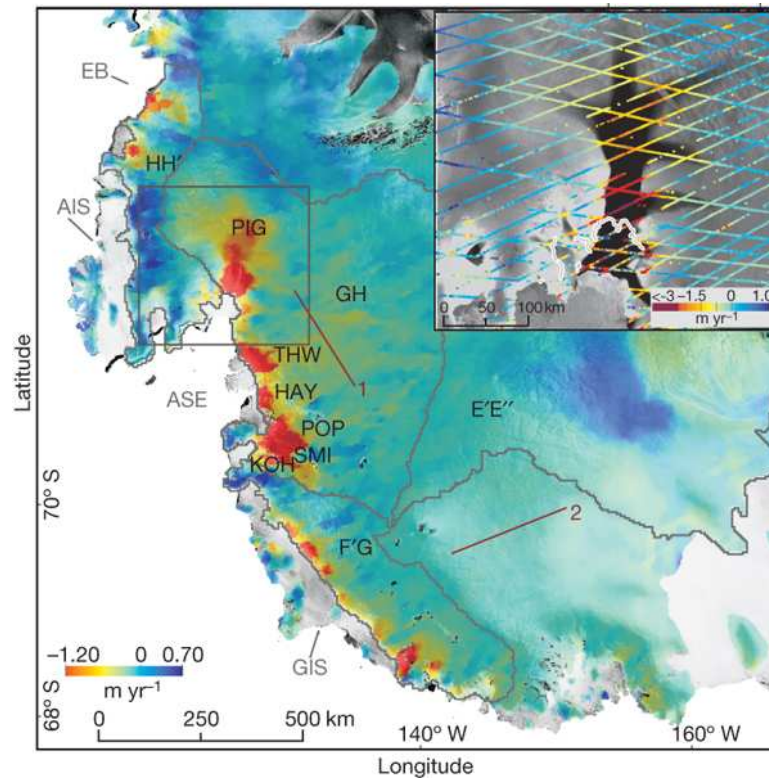 EB
HH′
AIS
PIG
GH
THW
1
HAY
ASE
POP
SMI
KOH
E′E″
2
F′G
GIS
0 50 100 km
<-3 -1.5 0 1.0
m yr⁻¹
−1.20 0 0.70
m yr⁻¹
0 250 500 km
70° S
68° S
Latitude
140° W 160° W
Longitude